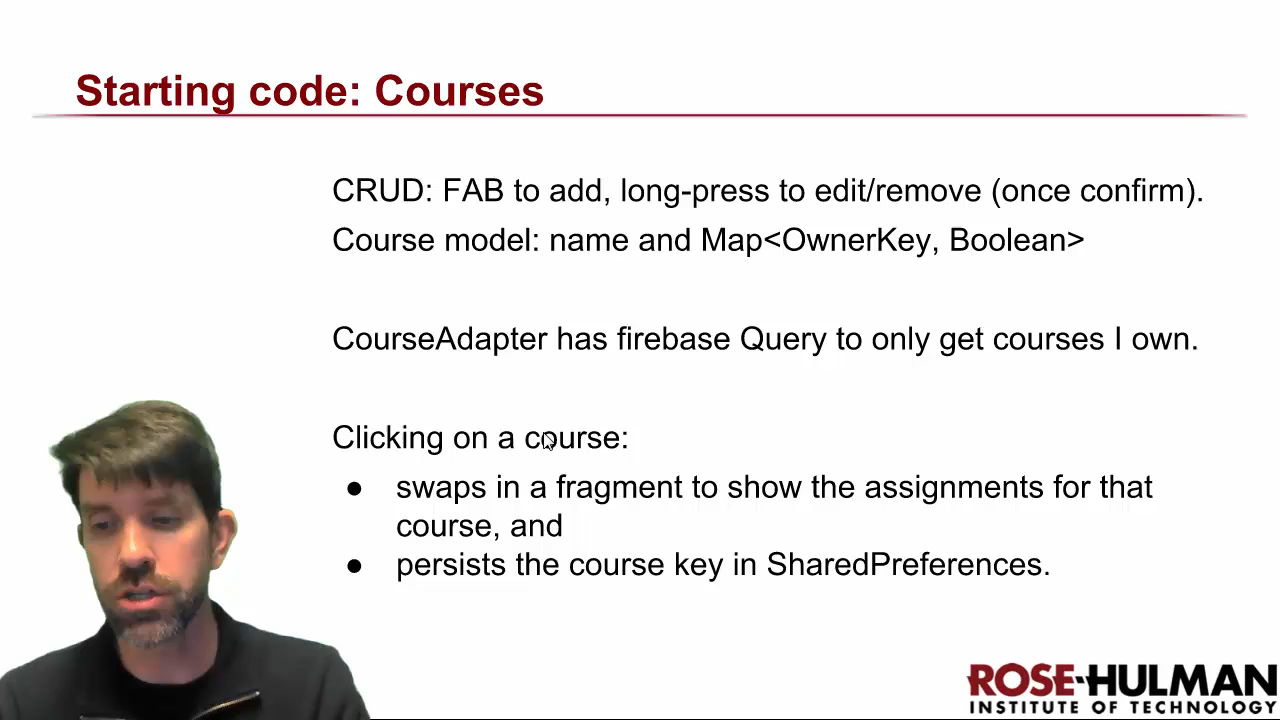 Starting code: Courses
CRUD: FAB to add, long-press to edit/remove (once confirm).
Course model: name and Map<OwnerKey, Boolean>
CourseAdapter has firebase Query to only get courses I own.
Clicking on a course:
● swaps in a fragment to show the assignments for that
course, and
● persists the course key in SharedPreferences.
ROSE-HULMAN
INSTITUTE OF TECHNOLOGY